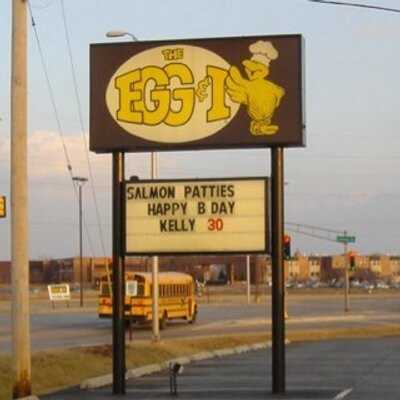 THE
EGG & I
SALMON PATTIES
HAPPY B DAY
KELLY 30